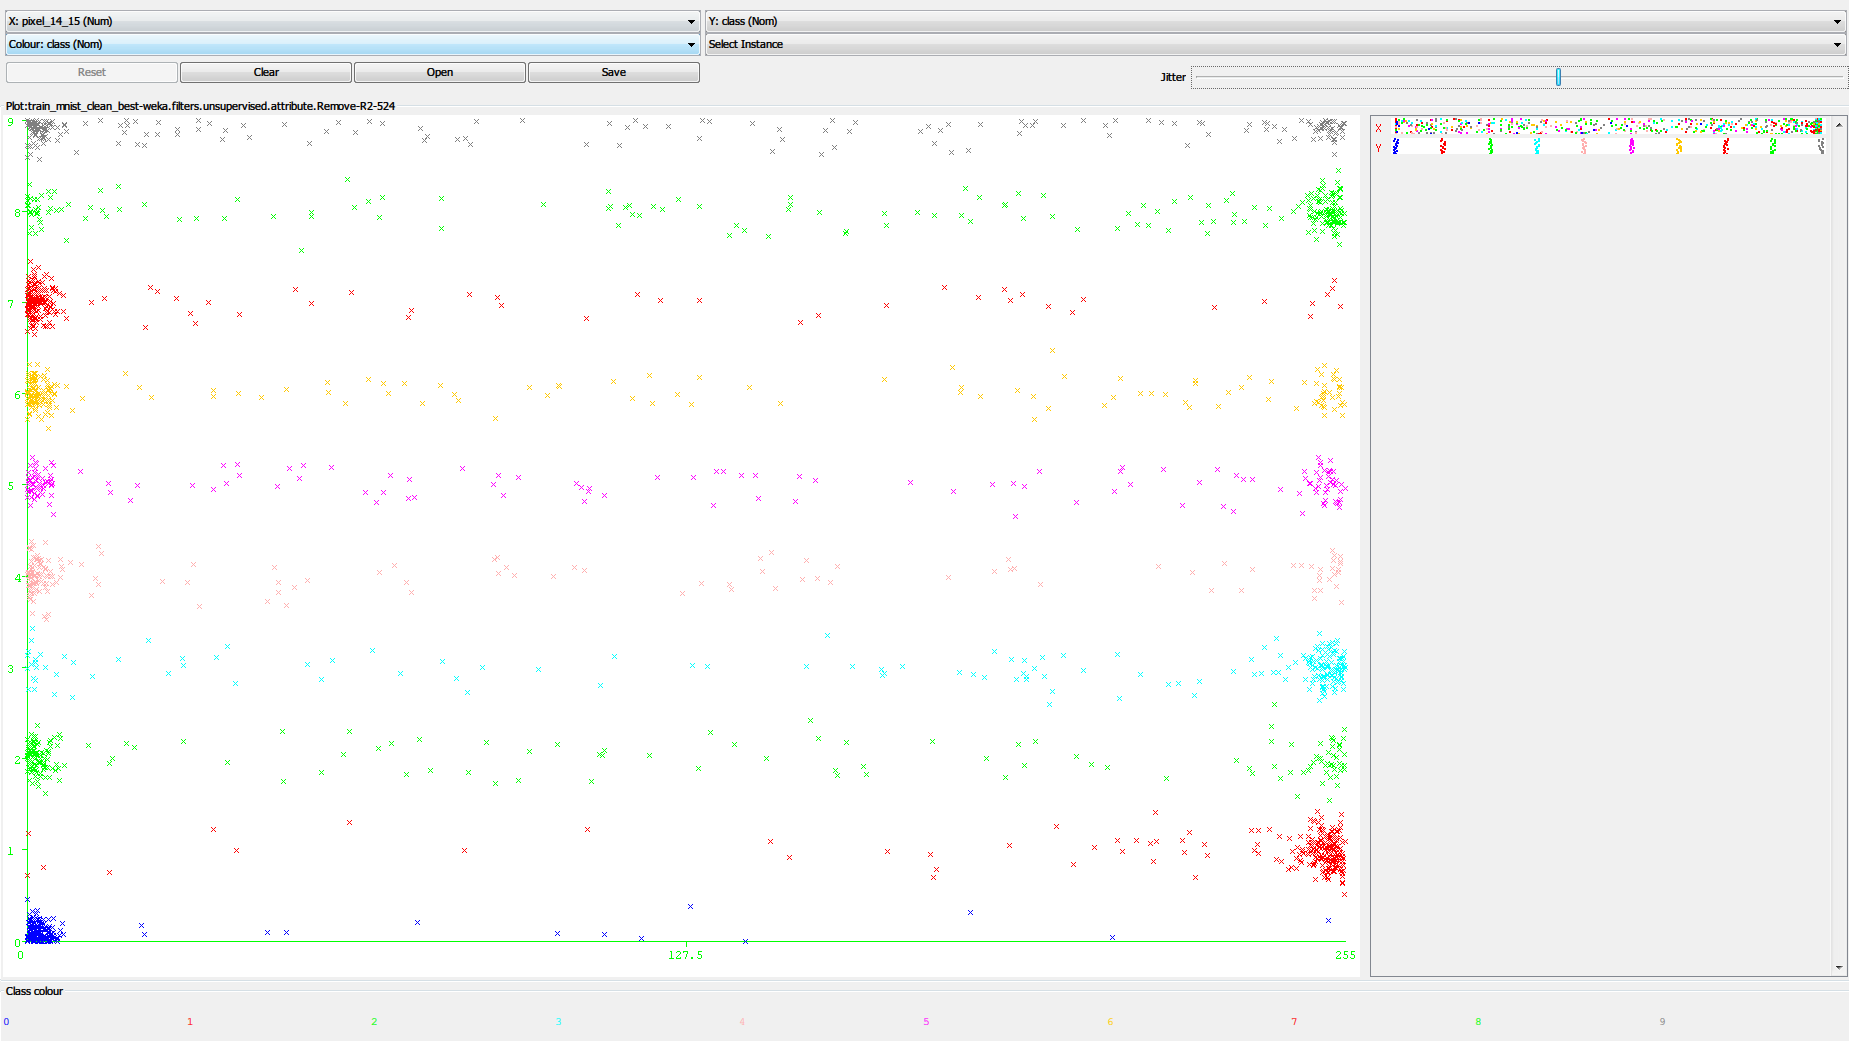 X: pixel_14_15 (Num)
Y: class (Nom)
Colour: class (Nom)
Select Instance
Reset
Clear
Open
Save
Jitter
Plot:train_mnist_clean_best-weka.filters.unsupervised.attribute.Remove-R2-524
9
8
7
6
5
4
3
2
1
0
0
127.5
255
X
Y
Class colour
0 1 2 3 4 5 6 7 8 9